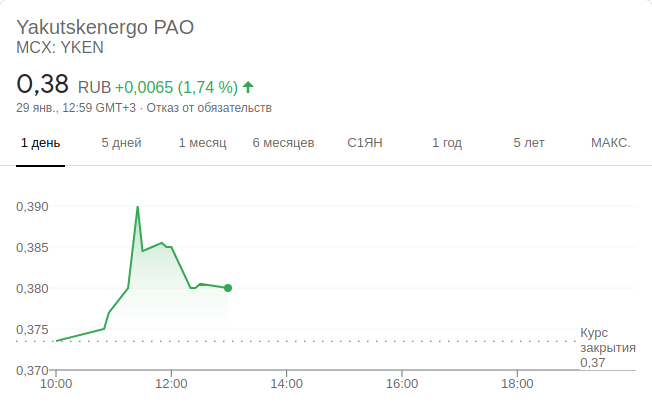 Yakutskenergo PAO
MCX: YKEN
0,38 RUB +0,0065 (1,74 %)
29 янв., 12:59 GMT+3 · Отказ от обязательств
1 день 5 дней 1 месяц 6 месяцев С1ЯН 1 год 5 лет МАКС.
0,390
0,385
0,380
0,375
0,370
Курс
закрытия
0,37
10:00 12:00 14:00 16:00 18:00